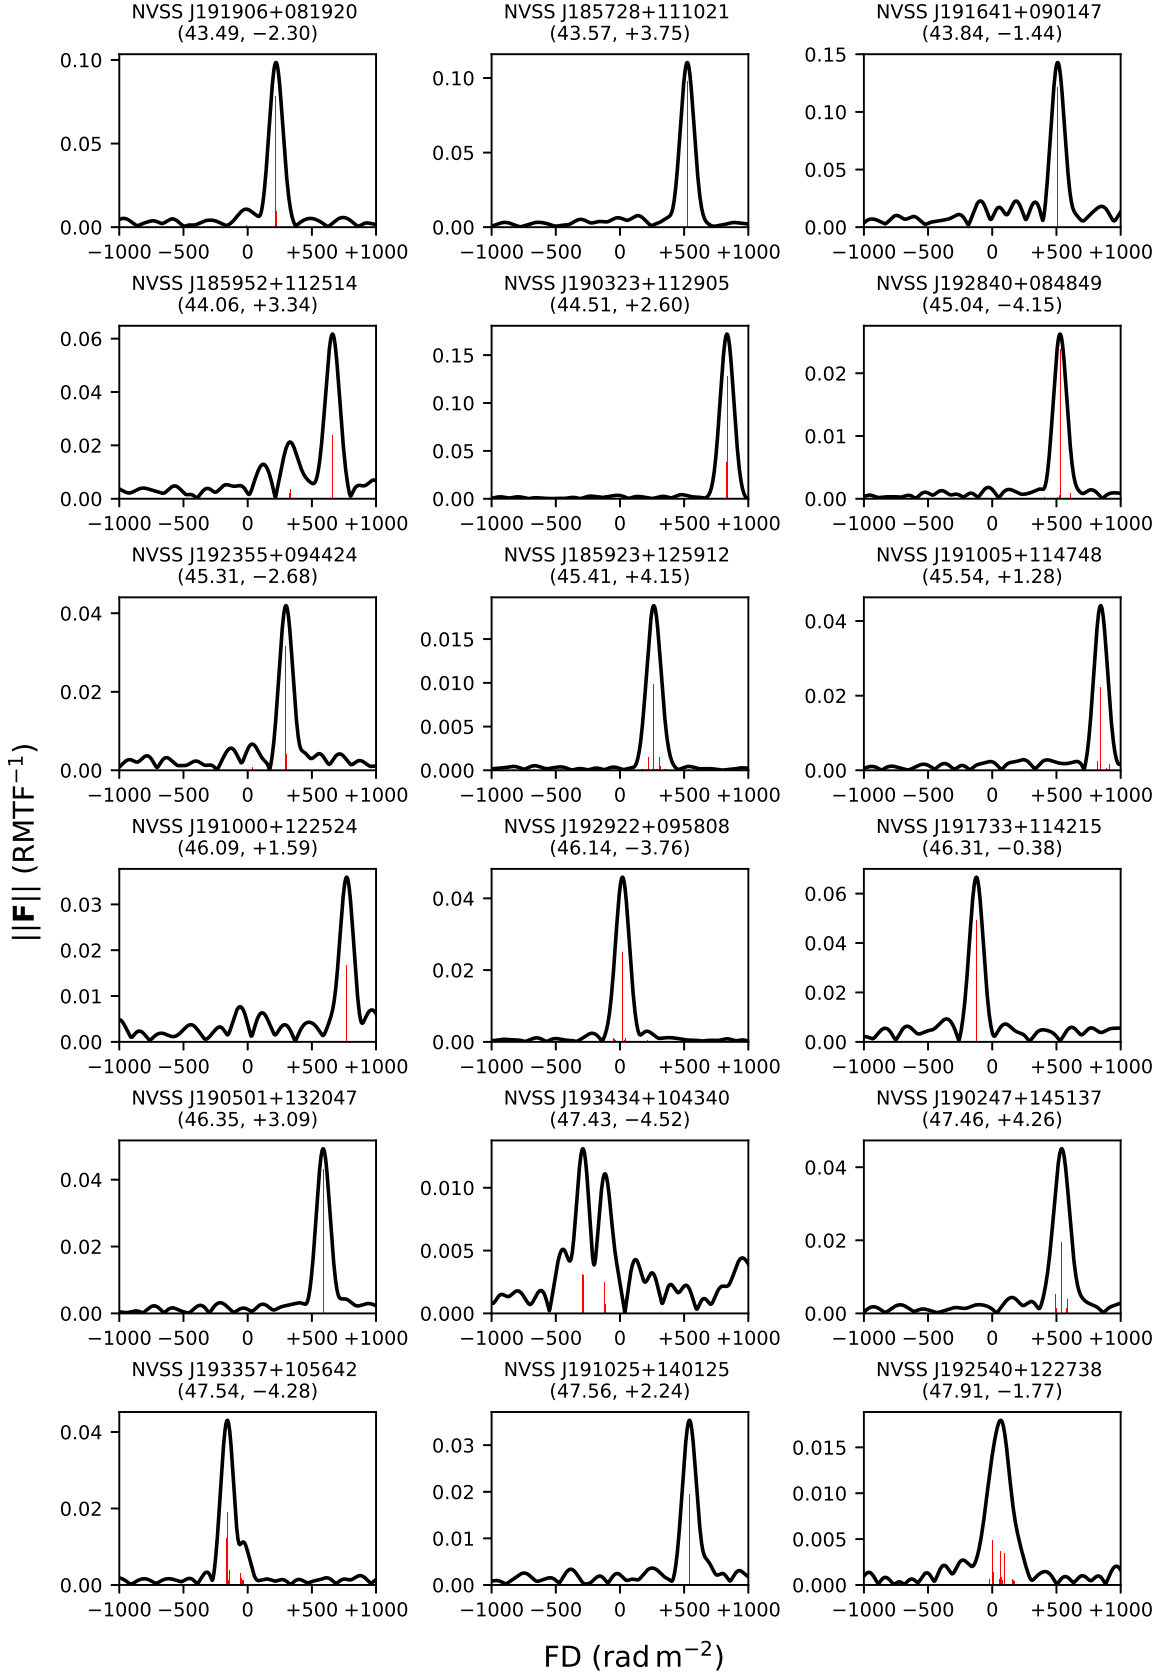 NVSS J191906+081920
(43.49, −2.30)
NVSS J185728+111021
(43.57, +3.75)
NVSS J191641+090147
(43.84, −1.44)
0.10
0.05
0.00
−1000 −500 0 +500 +1000
0.10
0.05
0.00
−1000 −500 0 +500 +1000
0.15
0.10
0.05
0.00
−1000 −500 0 +500 +1000
NVSS J185952+112514
(44.06, +3.34)
NVSS J190323+112905
(44.51, +2.60)
NVSS J192840+084849
(45.04, −4.15)
0.06
0.04
0.02
0.00
−1000 −500 0 +500 +1000
0.15
0.10
0.05
0.00
−1000 −500 0 +500 +1000
0.02
0.01
0.00
−1000 −500 0 +500 +1000
NVSS J192355+094424
(45.31, −2.68)
NVSS J185923+125912
(45.41, +4.15)
NVSS J191005+114748
(45.54, +1.28)
0.04
0.02
0.00
−1000 −500 0 +500 +1000
0.015
0.010
0.005
0.000
−1000 −500 0 +500 +1000
0.04
0.02
0.00
−1000 −500 0 +500 +1000
||F|| (RMTF⁻¹)
NVSS J191000+122524
(46.09, +1.59)
NVSS J192922+095808
(46.14, −3.76)
NVSS J191733+114215
(46.31, −0.38)
0.03
0.02
0.01
0.00
−1000 −500 0 +500 +1000
0.04
0.02
0.00
−1000 −500 0 +500 +1000
0.06
0.04
0.02
0.00
−1000 −500 0 +500 +1000
NVSS J190501+132047
(46.35, +3.09)
NVSS J193434+104340
(47.43, −4.52)
NVSS J190247+145137
(47.46, +4.26)
0.04
0.02
0.00
−1000 −500 0 +500 +1000
0.010
0.005
0.000
−1000 −500 0 +500 +1000
0.04
0.02
0.00
−1000 −500 0 +500 +1000
NVSS J193357+105642
(47.54, −4.28)
NVSS J191025+140125
(47.56, +2.24)
NVSS J192540+122738
(47.91, −1.77)
0.04
0.02
0.00
−1000 −500 0 +500 +1000
0.03
0.02
0.01
0.00
−1000 −500 0 +500 +1000
0.015
0.010
0.005
0.000
−1000 −500 0 +500 +1000
FD (rad m⁻²)